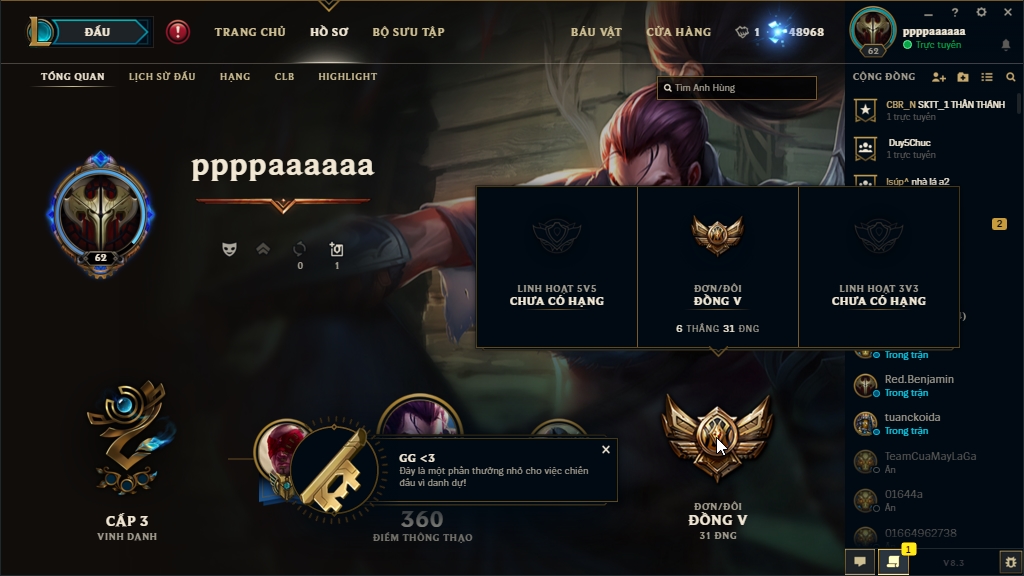 ĐẤU
TRANG CHỦ
HỒ SƠ
BỘ SƯU TẬP
BÁU VẬT
CỬA HÀNG
1
48968
62
ppppaaaaaa
Trực tuyến
TỔNG QUAN
LỊCH SỬ ĐẤU
HẠNG
CLB
HIGHLIGHT
Tìm Anh Hùng
CỘNG ĐỒNG
CBR_N SKTT_1 THẦN THÁNH
1 trực tuyến
Duy5Chuc
1 trực tuyến
!súp^ nhà lá a2
2
ppppaaaaaa
62
0
1
LINH HOẠT 5V5
CHƯA CÓ HẠNG
ĐƠN/ĐÔI
ĐỒNG V
6 THẮNG 31 ĐNG
LINH HOẠT 3V3
CHƯA CÓ HẠNG
Trong trận
Red.Benjamin
Trong trận
tuanckoida
Trong trận
TeamCuaMayLaGa
Ẩn
01644a
Ẩn
01664962738
GG <3
Đây là một phần thưởng nhỏ cho việc chiến
đấu vì danh dự!
CẤP 3
VINH DANH
360
ĐIỂM THÔNG THẠO
ĐƠN/ĐÔI
ĐỒNG V
31 ĐNG
1
V8.3